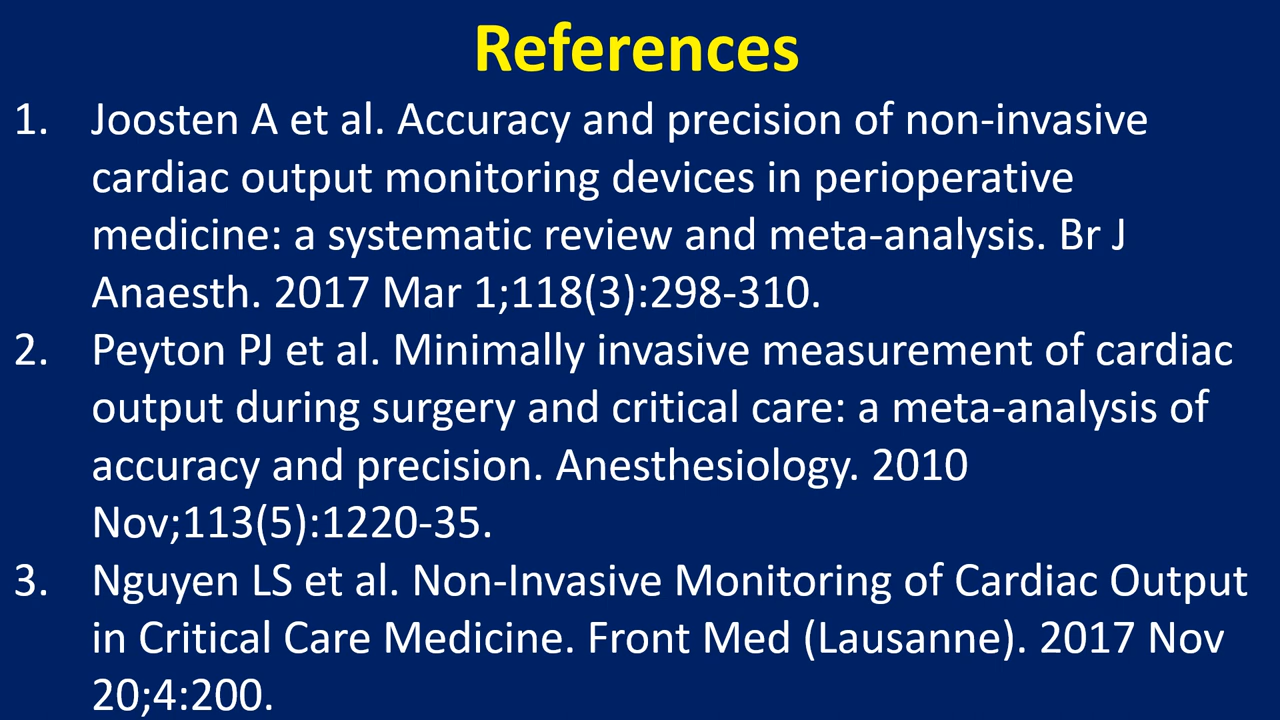 References
1. Joosten A et al. Accuracy and precision of non-invasive
cardiac output monitoring devices in perioperative
medicine: a systematic review and meta-analysis. Br J
Anaesth. 2017 Mar 1;118(3):298-310.
2. Peyton PJ et al. Minimally invasive measurement of cardiac
output during surgery and critical care: a meta-analysis of
accuracy and precision. Anesthesiology. 2010
Nov;113(5):1220-35.
3. Nguyen LS et al. Non-Invasive Monitoring of Cardiac Output
in Critical Care Medicine. Front Med (Lausanne). 2017 Nov
20;4:200.